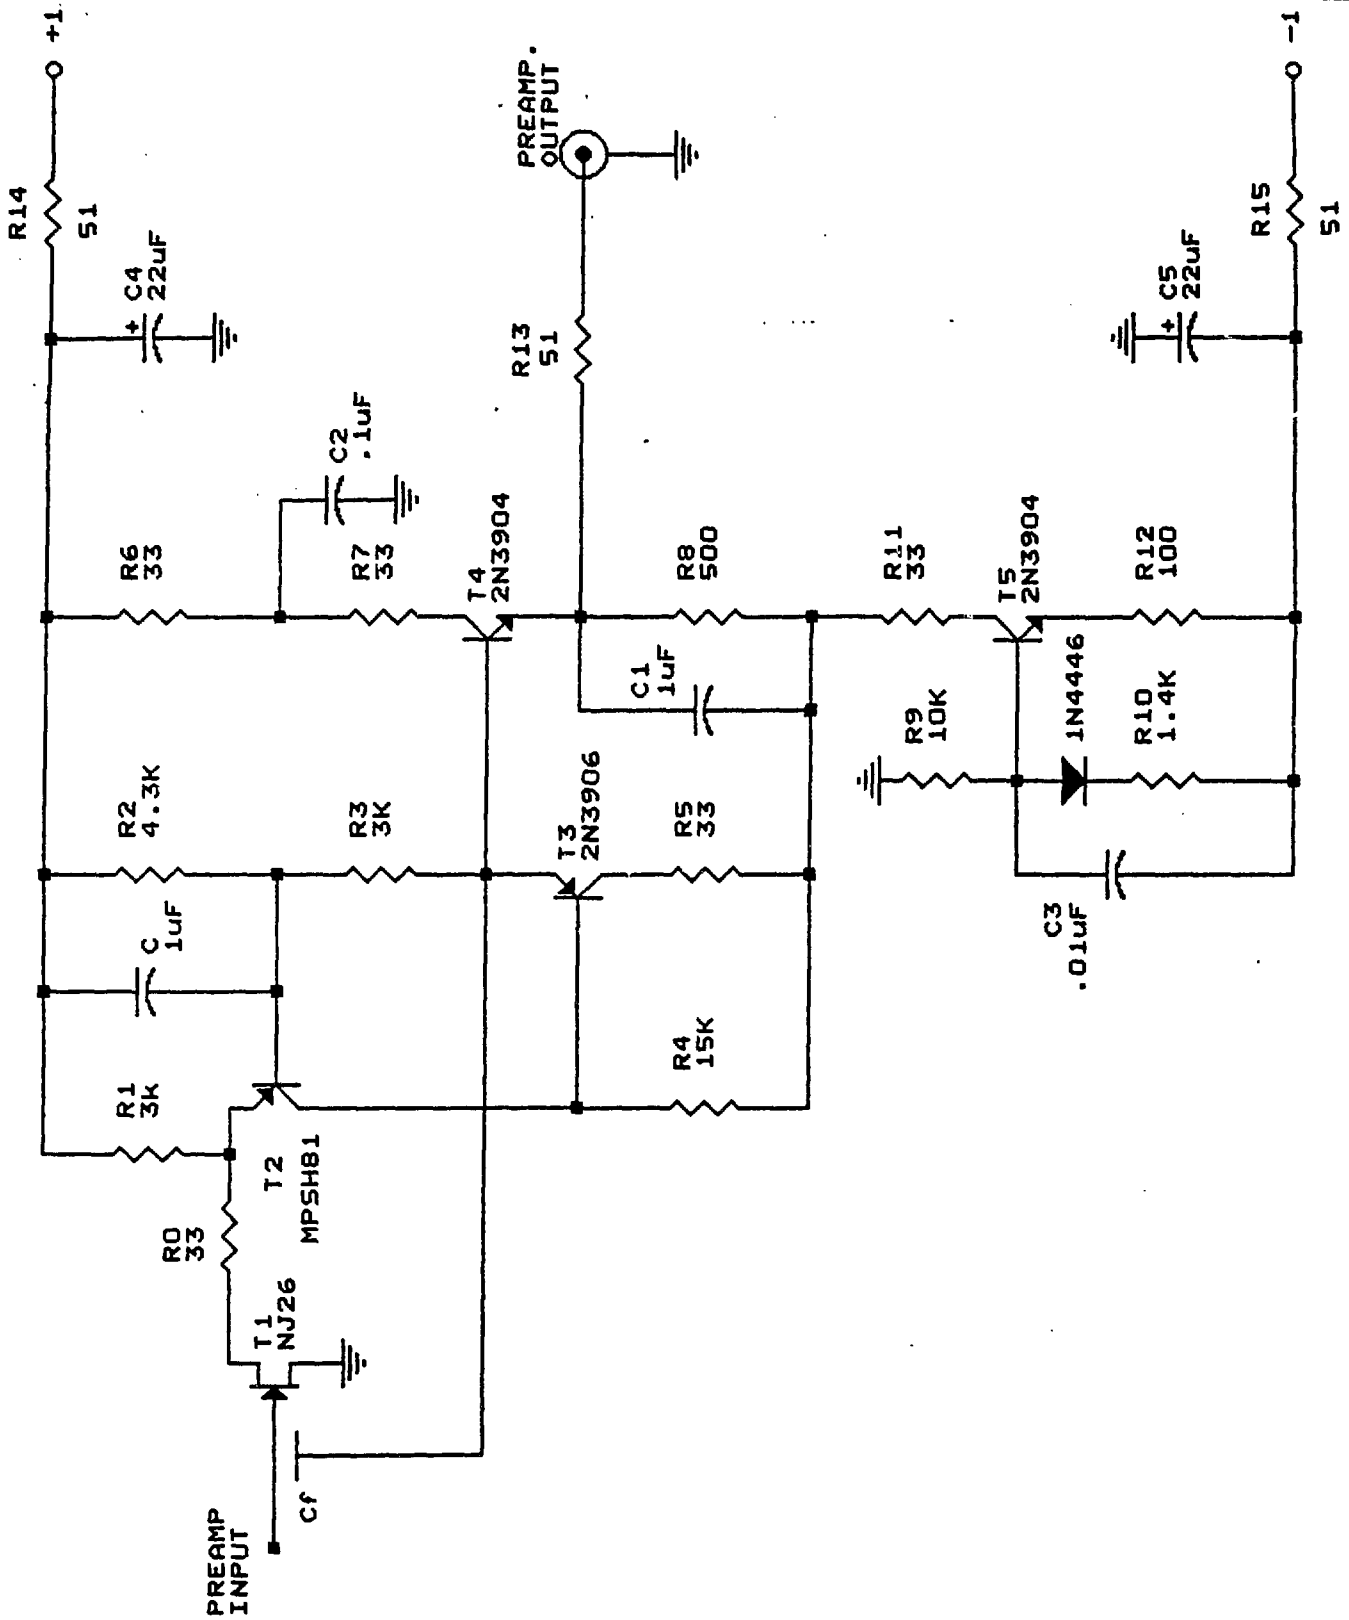 PREAMP
INPUT
Cf
T1
NJ26
R0
33
T2
MPSH81
R1
3k
C
1uF
R2
4.3K
R3
3K
R4
15K
T3
2N3906
R5
33
R6
33
R7
33
C2
.1uF
T4
2N3904
C1
1uF
R8
500
R13
51
PREAMP.
OUTPUT
R14
51
+1
C4
+
22uF
R9
10K
R11
33
T5
2N3904
1N4446
R10
1.4K
R12
100
C3
.01uF
C5
+
22uF
R15
51
-1